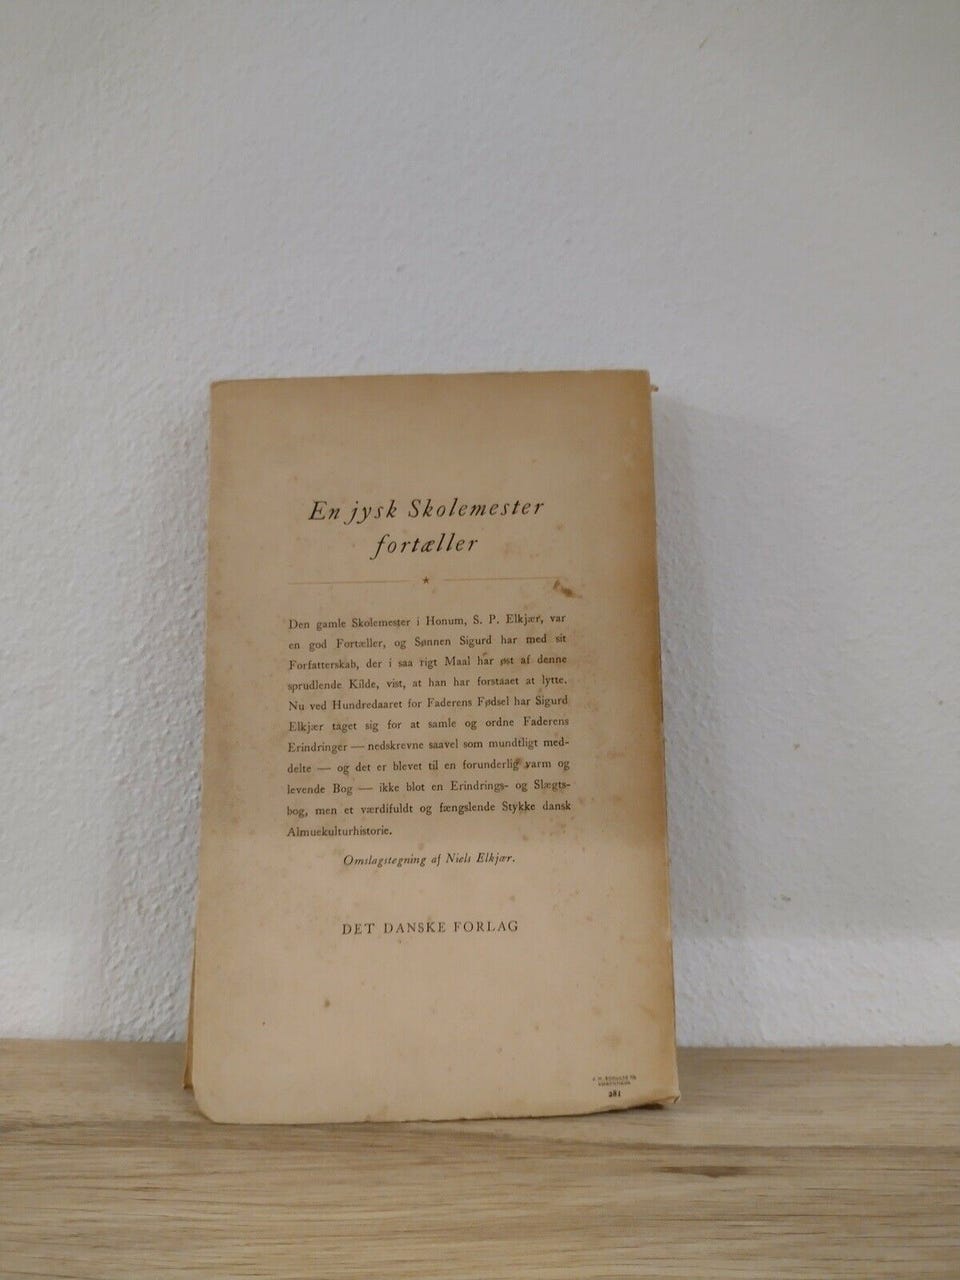 En jysk Skolemester
fortæller
Den gamle Skolemester i Honum, S. P. Elkjær, var
en god Fortæller, og Sønnen Sigurd har med sit
Forfatterskab, der i saa rigt Maal har øst af denne
sprudlende Kilde, vist, at han har forstaaet at lytte.
Nu ved Hundredaaret for Faderens Fødsel har Sigurd
Elkjær taget sig for at samle og ordne Faderens
Erindringer — nedskrevne saavel som mundtligt med-
delte — og det er blevet til en forunderlig varm og
levende Bog — ikke blot en Erindrings- og Slægts-
bog, men et værdifuldt og fængslende Stykke dansk
Almuekulturhistorie.
Omslagstegning af Niels Elkjær.
DET DANSKE FORLAG
281